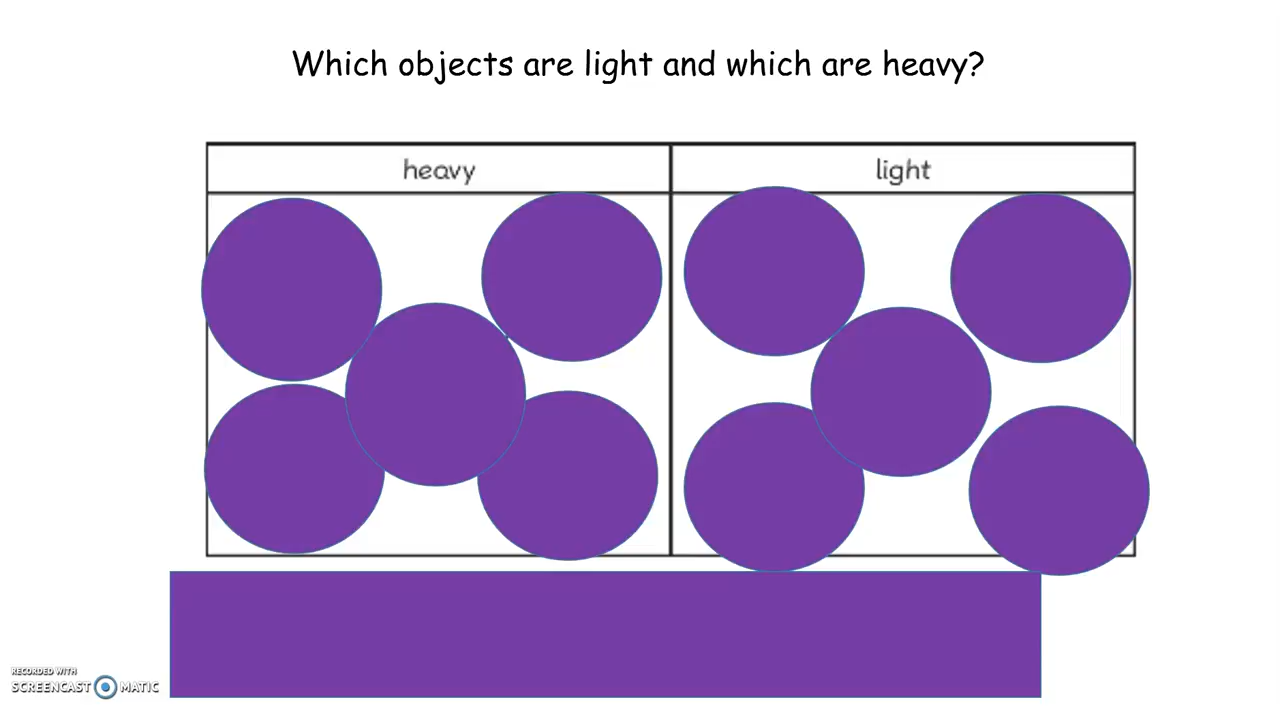 Which objects are light and which are heavy?
heavy light
RECORDED WITH
SCREENCAST MATIC